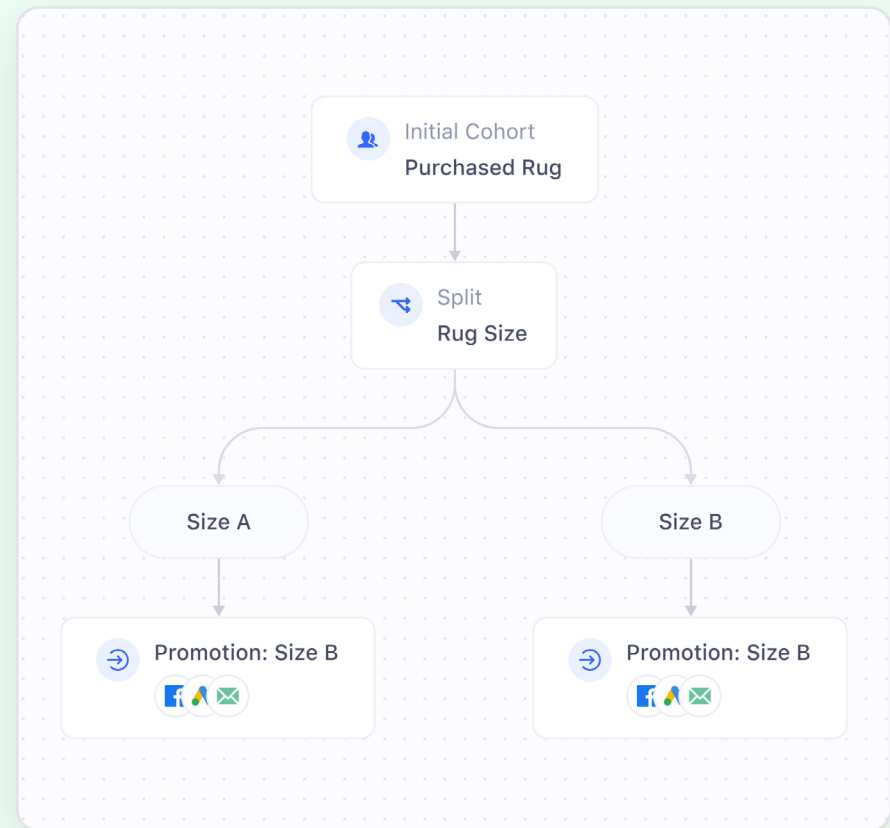 Initial Cohort
Purchased Rug
Split
Rug Size
Size A
Size B
Promotion: Size B
Promotion: Size B